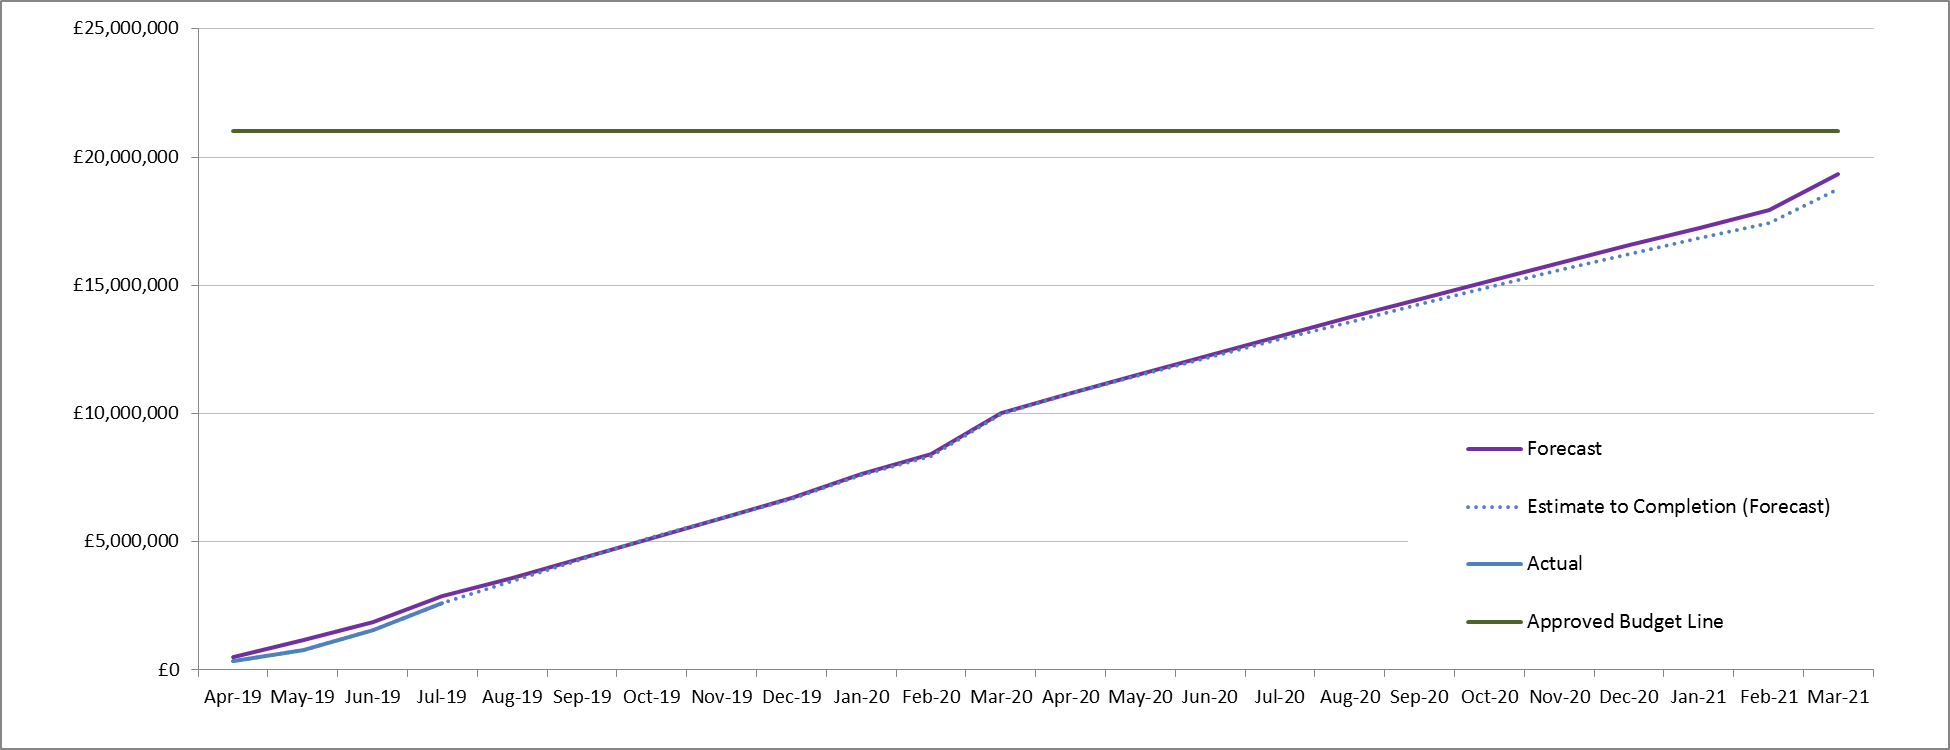 £25,000,000
£20,000,000
£15,000,000
£10,000,000
£5,000,000
£0
Apr-19 May-19 Jun-19 Jul-19 Aug-19 Sep-19 Oct-19 Nov-19 Dec-19 Jan-20 Feb-20 Mar-20 Apr-20 May-20 Jun-20 Jul-20 Aug-20 Sep-20 Oct-20 Nov-20 Dec-20 Jan-21 Feb-21 Mar-21
Forecast
Estimate to Completion (Forecast)
Actual
Approved Budget Line